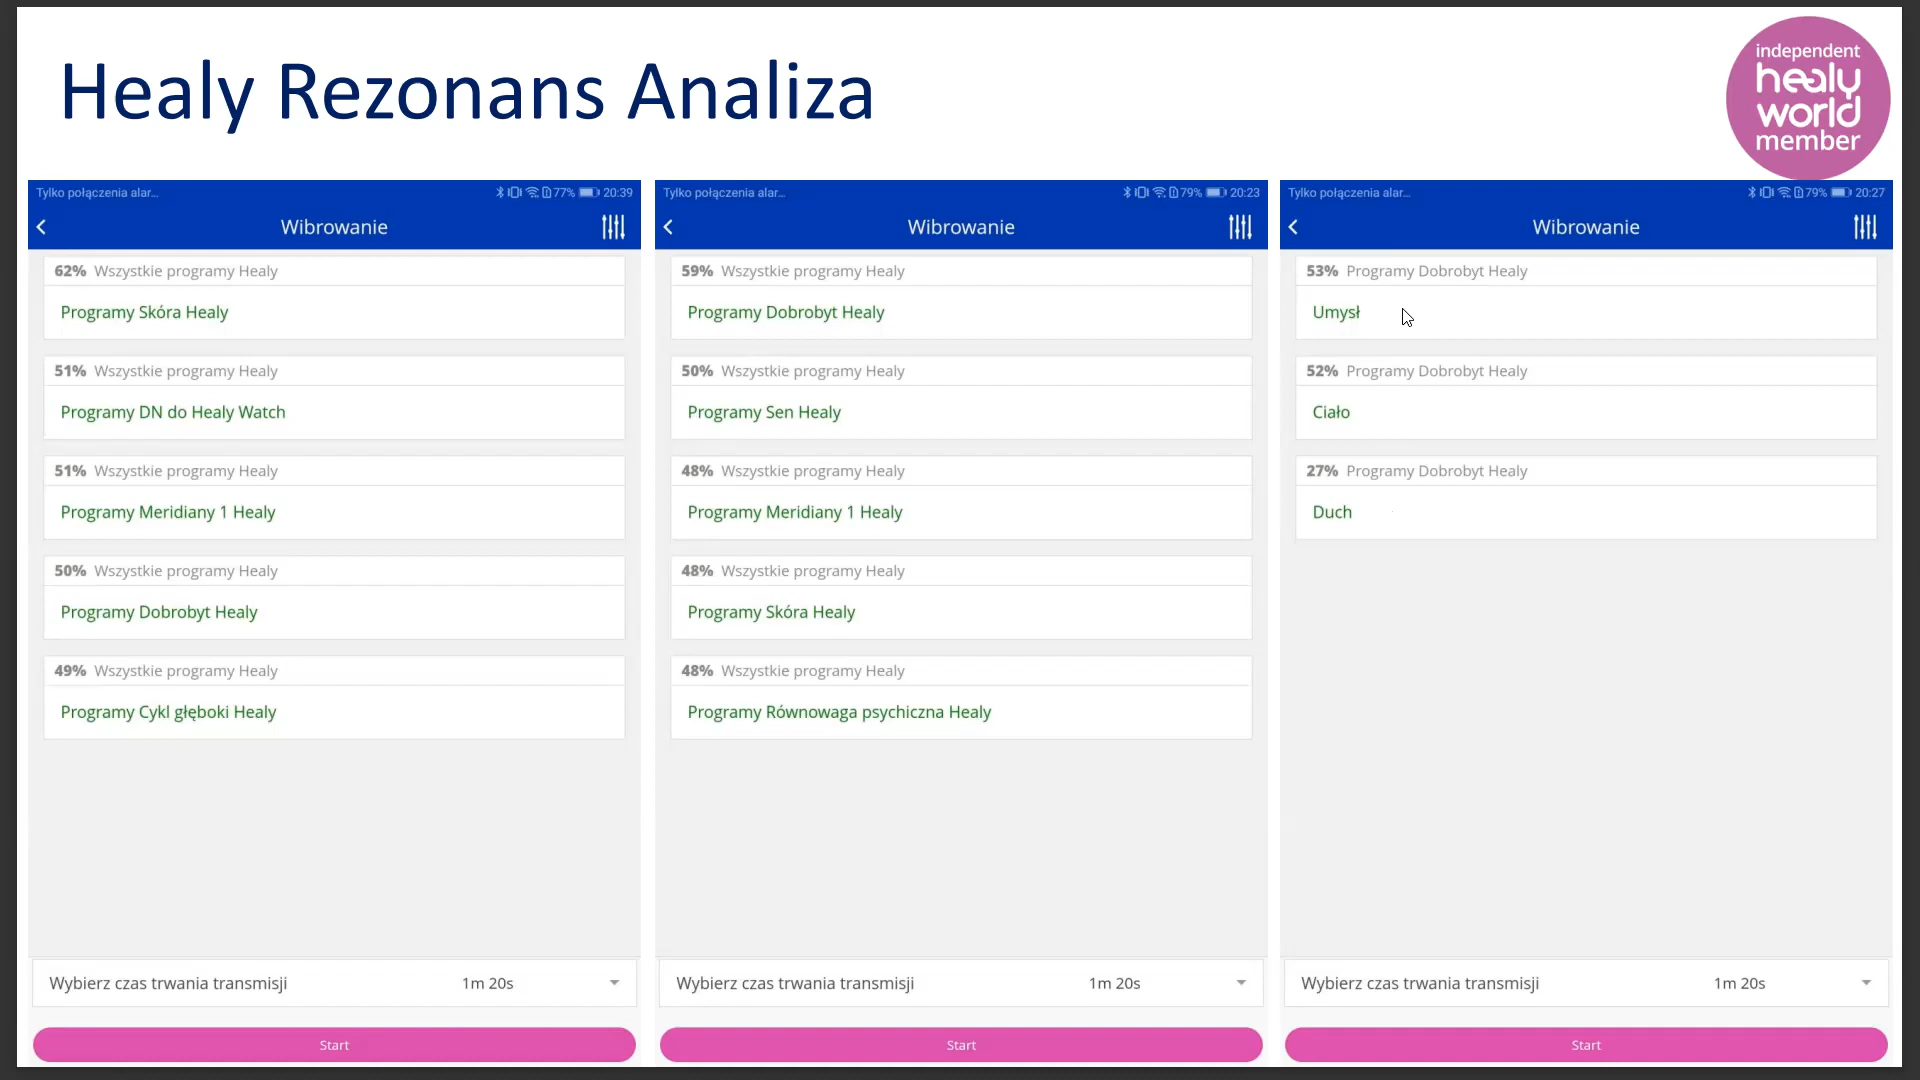 Healy Rezonans Analiza
independent
healy
world
member
Tylko połączenia alar...
77%
20:39
Wibrowanie
62% Wszystkie programy Healy
Programy Skóra Healy
51% Wszystkie programy Healy
Programy DN do Healy Watch
51% Wszystkie programy Healy
Programy Meridiany 1 Healy
50% Wszystkie programy Healy
Programy Dobrobyt Healy
49% Wszystkie programy Healy
Programy Cykl głęboki Healy
Wybierz czas trwania transmisji 1m 20s
Start
Tylko połączenia alar...
79%
20:23
Wibrowanie
59% Wszystkie programy Healy
Programy Dobrobyt Healy
50% Wszystkie programy Healy
Programy Sen Healy
48% Wszystkie programy Healy
Programy Meridiany 1 Healy
48% Wszystkie programy Healy
Programy Skóra Healy
48% Wszystkie programy Healy
Programy Równowaga psychiczna Healy
Wybierz czas trwania transmisji 1m 20s
Start
Tylko połączenia alar...
79%
20:27
Wibrowanie
53% Programy Dobrobyt Healy
Umysł
52% Programy Dobrobyt Healy
Ciało
27% Programy Dobrobyt Healy
Duch
Wybierz czas trwania transmisji 1m 20s
Start